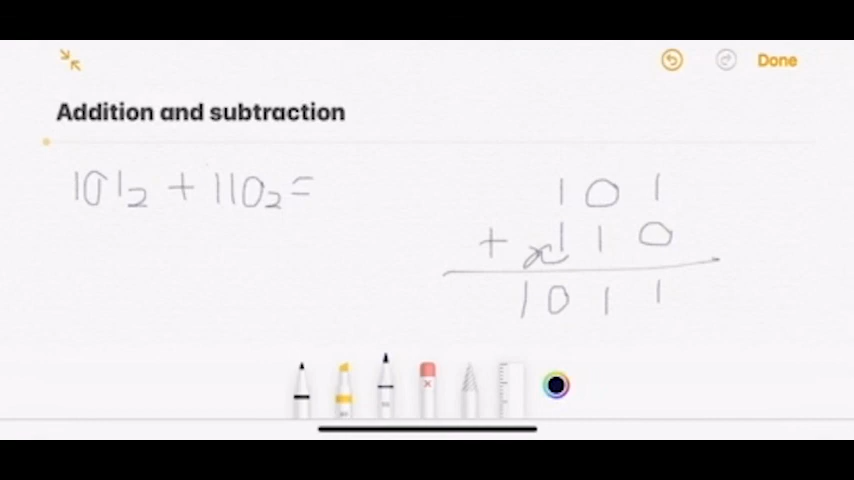 Done
Addition and subtraction
101₂ + 110₂ =
1 0 1
+ 1 1 0
1 0 1 1